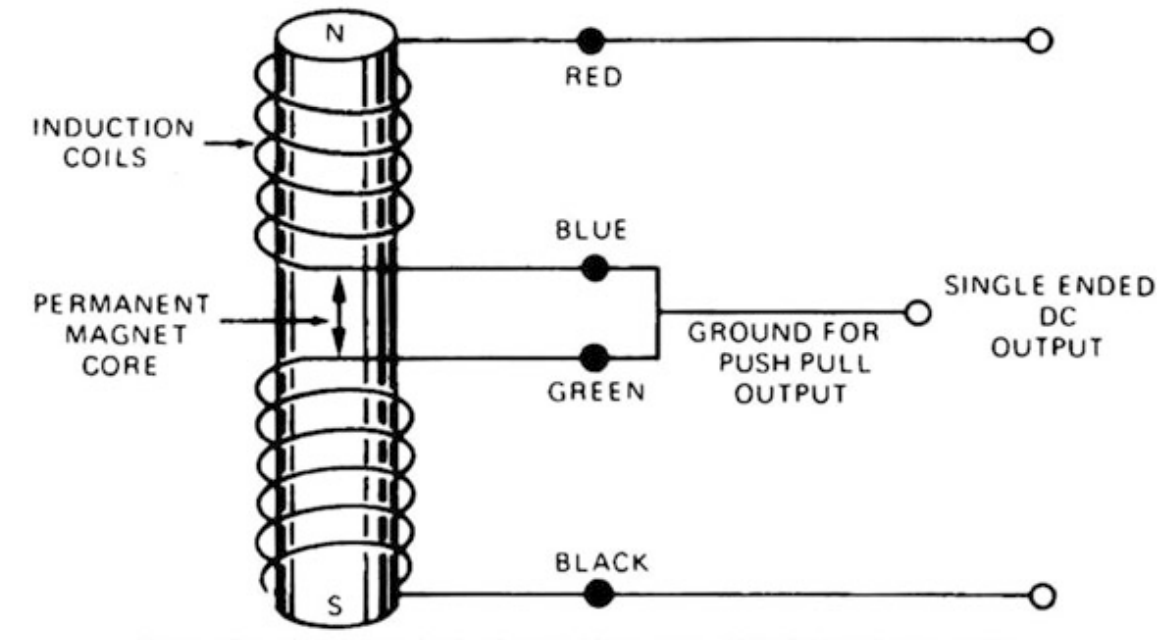 N
RED
INDUCTION
COILS
BLUE
PERMANENT
MAGNET
CORE
SINGLE ENDED
DC
OUTPUT
GROUND FOR
PUSH PULL
OUTPUT
GREEN
BLACK
S